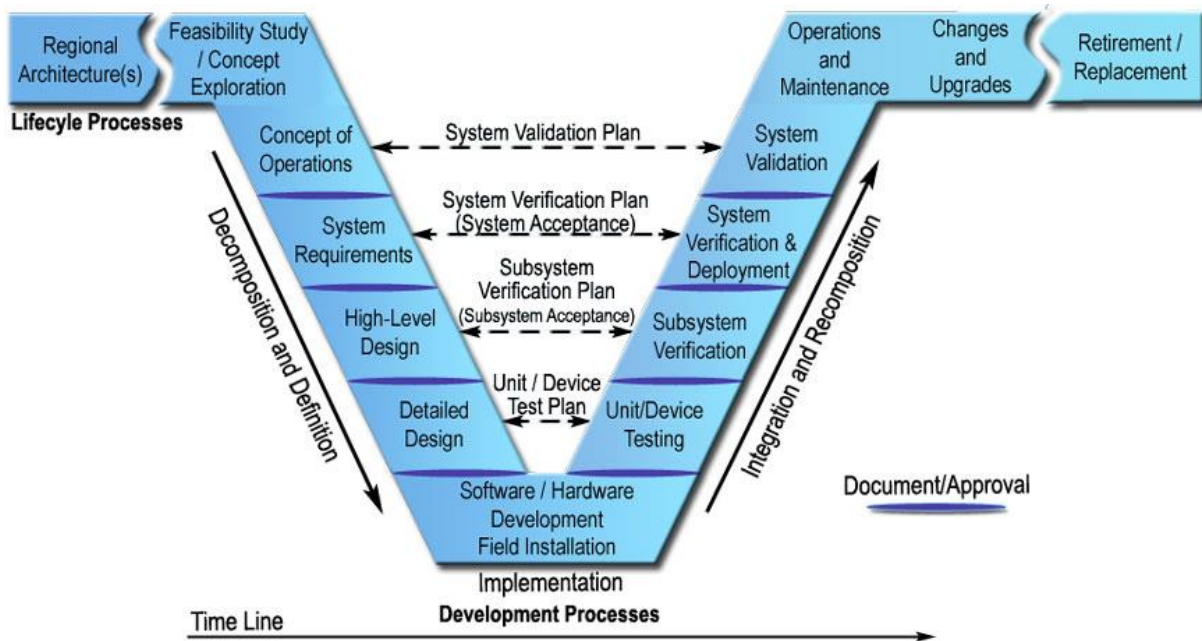 Regional
Architecture(s)
Feasibility Study
/ Concept
Exploration
Operations
and
Maintenance
Changes
and
Upgrades
Retirement /
Replacement
Lifecyle Processes
Concept of
Operations
System Validation Plan
System
Validation
System
Requirements
System Verification Plan
(System Acceptance)
System
Verification &
Deployment
High-Level
Design
Subsystem
Verification Plan
(Subsystem Acceptance)
Subsystem
Verification
Detailed
Design
Unit / Device
Test Plan
Unit/Device
Testing
Decomposition and Definition
Integration and Recomposition
Software / Hardware
Development
Field Installation
Document/Approval
Implementation
Development Processes
Time Line